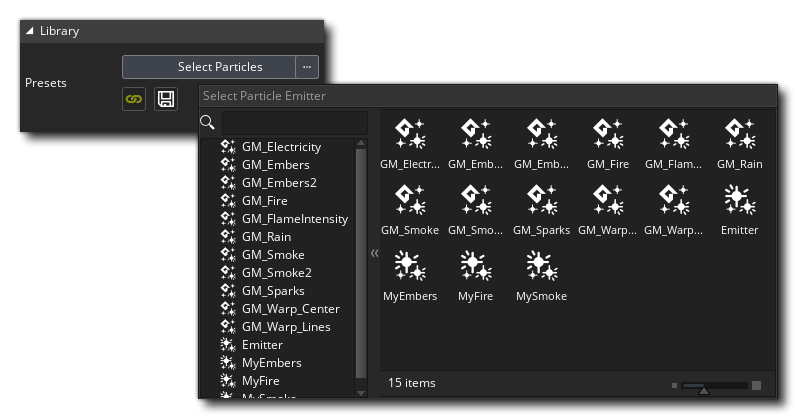 Library
Presets
Select Particles
...
Select Particle Emitter
GM_Electricity
GM_Embers
GM_Embers2
GM_Fire
GM_FlameIntensity
GM_Rain
GM_Smoke
GM_Smoke2
GM_Sparks
GM_Warp_Center
GM_Warp_Lines
Emitter
MyEmbers
MyFire
MySmoke
GM_Electr... GM_Emb... GM_Emb... GM_Fire GM_Flam... GM_Rain
GM_Smoke GM_Smo... GM_Sparks GM_Warp... GM_Warp... Emitter
MyEmbers MyFire MySmoke
15 items